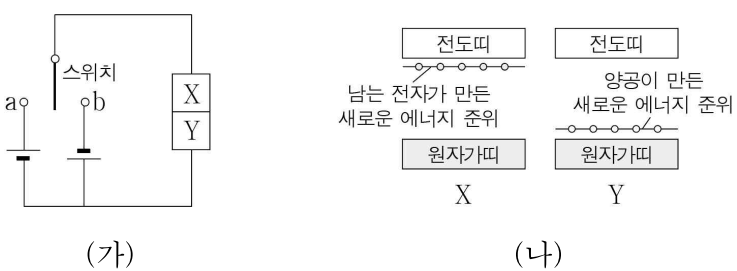 스위치
a
b
X
Y
(가)
전도띠
남는 전자가 만든
새로운 에너지 준위
원자가띠
X
전도띠
양공이 만든
새로운 에너지 준위
원자가띠
Y
(나)